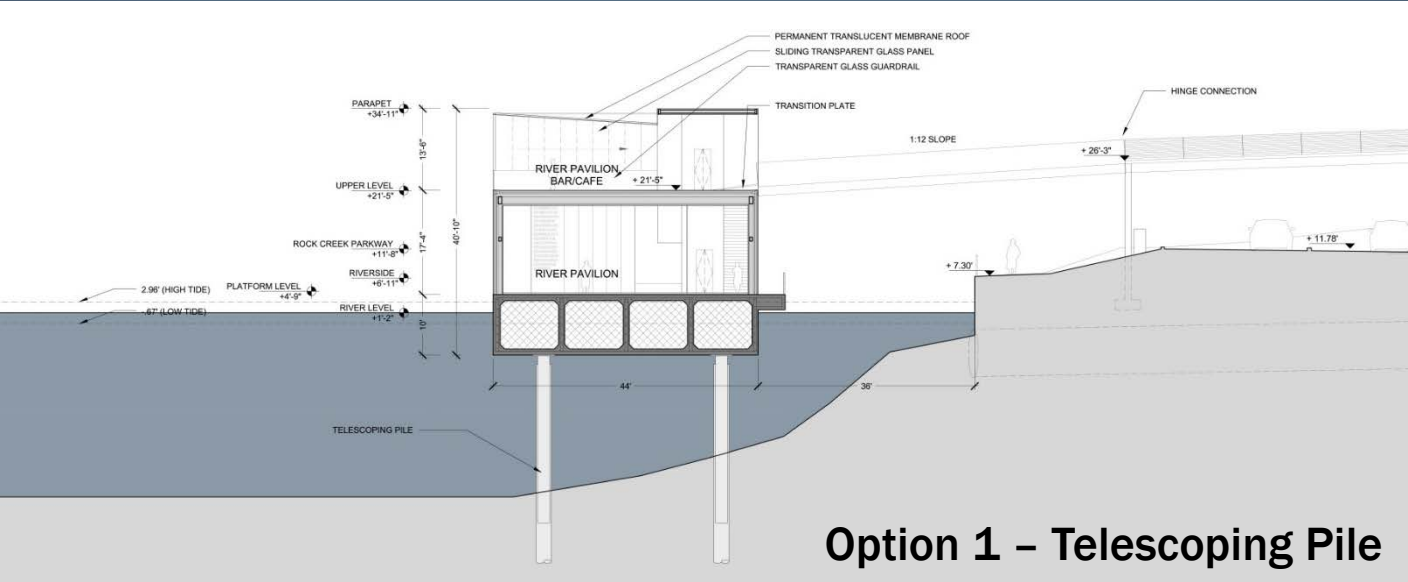 PERMANENT TRANSLUCENT MEMBRANE ROOF
SLIDING TRANSPARENT GLASS PANEL
TRANSPARENT GLASS GUARDRAIL
HINGE CONNECTION
PARAPET
+34'-11"
TRANSITION PLATE
1:12 SLOPE
+ 26'-3"
13'-6"
RIVER PAVILION
BAR/CAFE
+ 21'-5"
UPPER LEVEL
+21'-5"
40'-10"
17'-4"
ROCK CREEK PARKWAY
+11'-8"
+ 11.78'
RIVERSIDE
+6'-11"
RIVER PAVILION
+ 7.30'
2.96' (HIGH TIDE)
PLATFORM LEVEL
+4'-9"
-.67' (LOW TIDE)
RIVER LEVEL
+1'-2"
10'
44'
36'
TELESCOPING PILE
Option 1 – Telescoping Pile